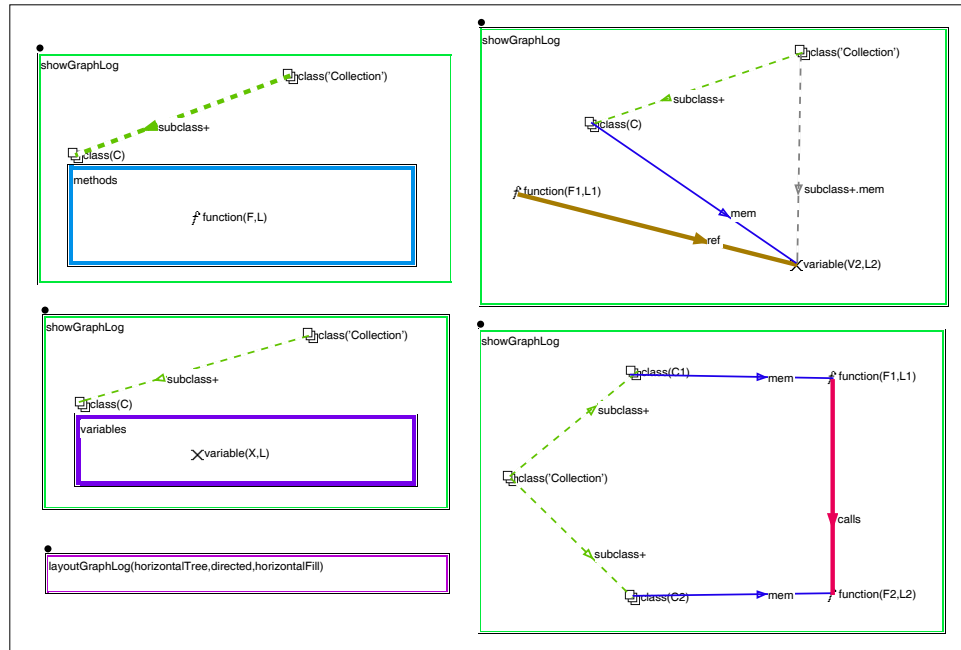 showGraphLog
class('Collection')
subclass+
class(C)
methods
ƒ function(F,L)
showGraphLog
class('Collection')
subclass+
class(C)
variables
variable(X,L)
layoutGraphLog(horizontalTree,directed,horizontalFill)
showGraphLog
class('Collection')
subclass+
class(C)
ƒ function(F1,L1)
subclass+.mem
mem
ref
variable(V2,L2)
showGraphLog
class(C1)
mem
ƒ function(F1,L1)
subclass+
class('Collection')
calls
subclass+
class(C2)
mem
ƒ function(F2,L2)